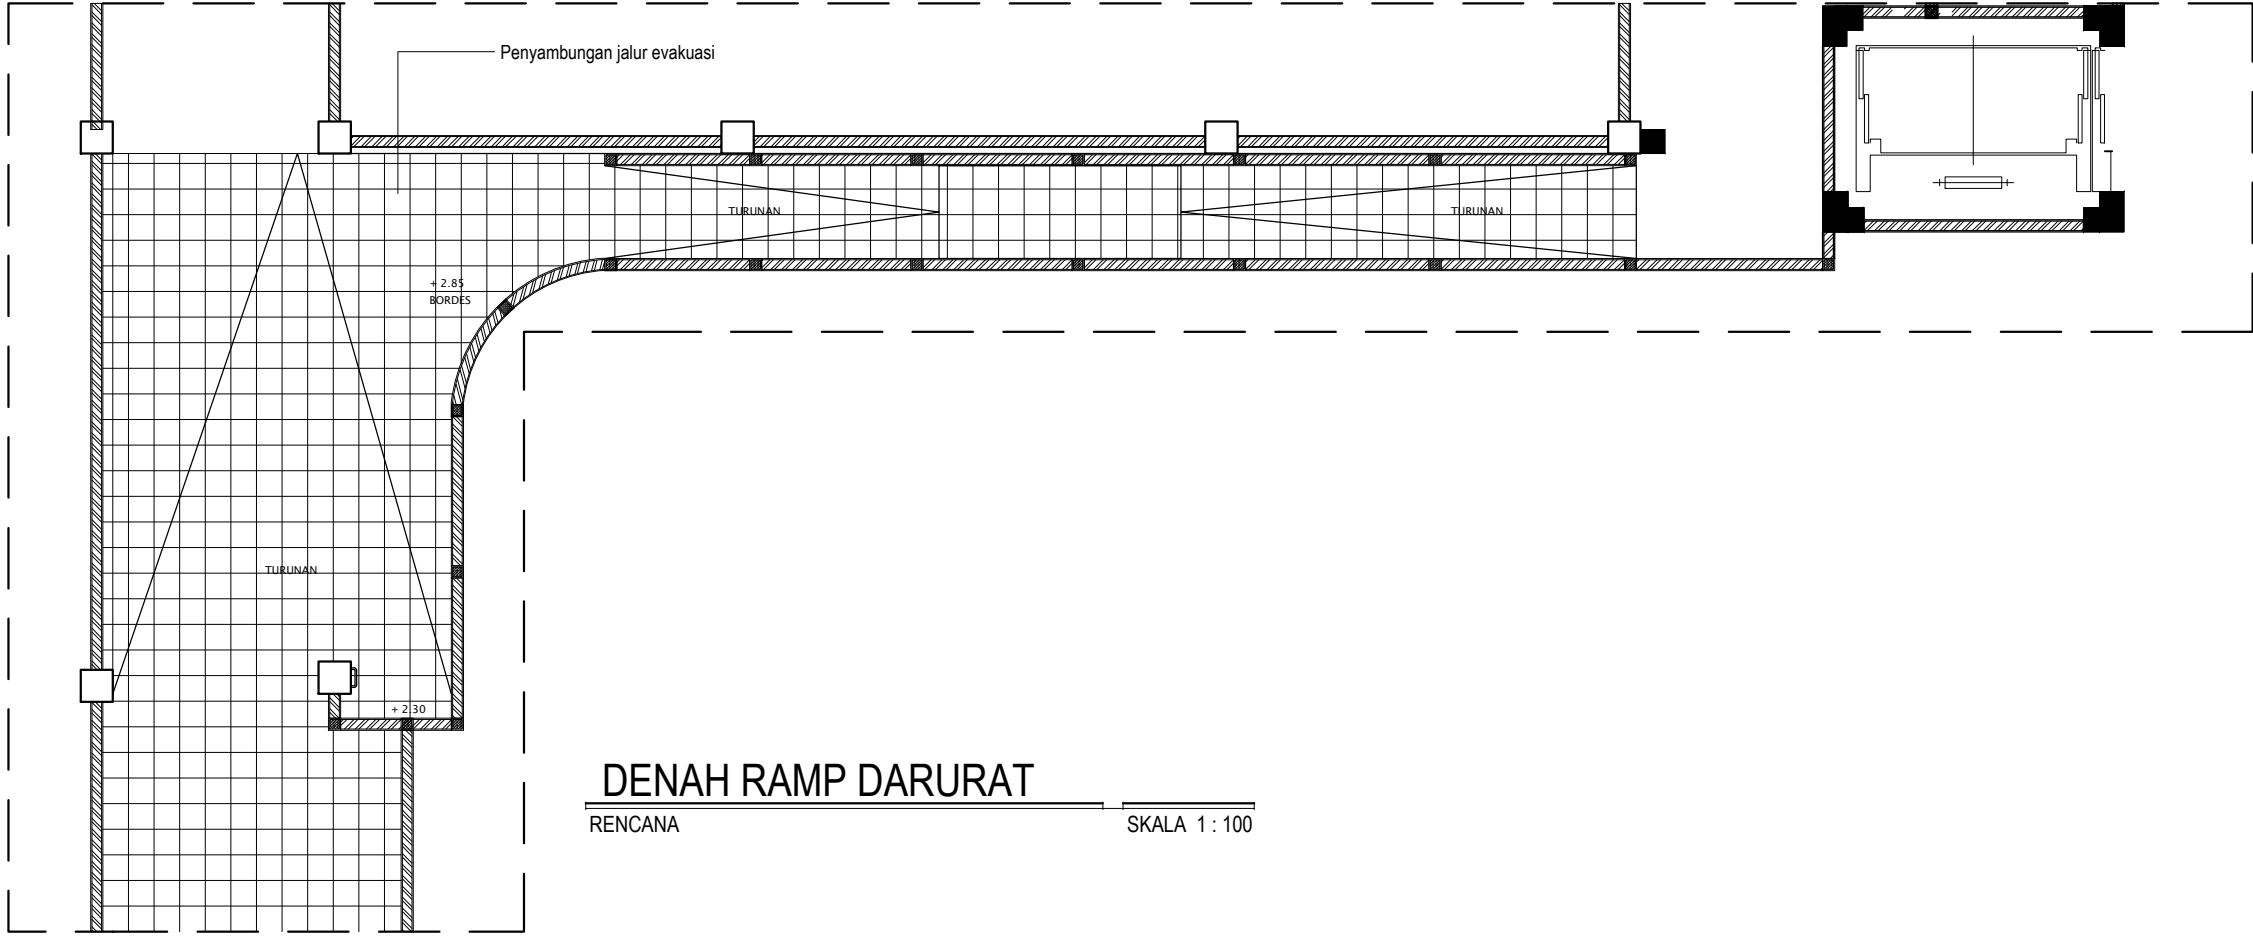 Penyambungan jalur evakuasi
TURUNAN
TURUNAN
+ 2.85
BORDES
TURUNAN
+ 2.30
DENAH RAMP DARURAT
RENCANA
SKALA 1 : 100